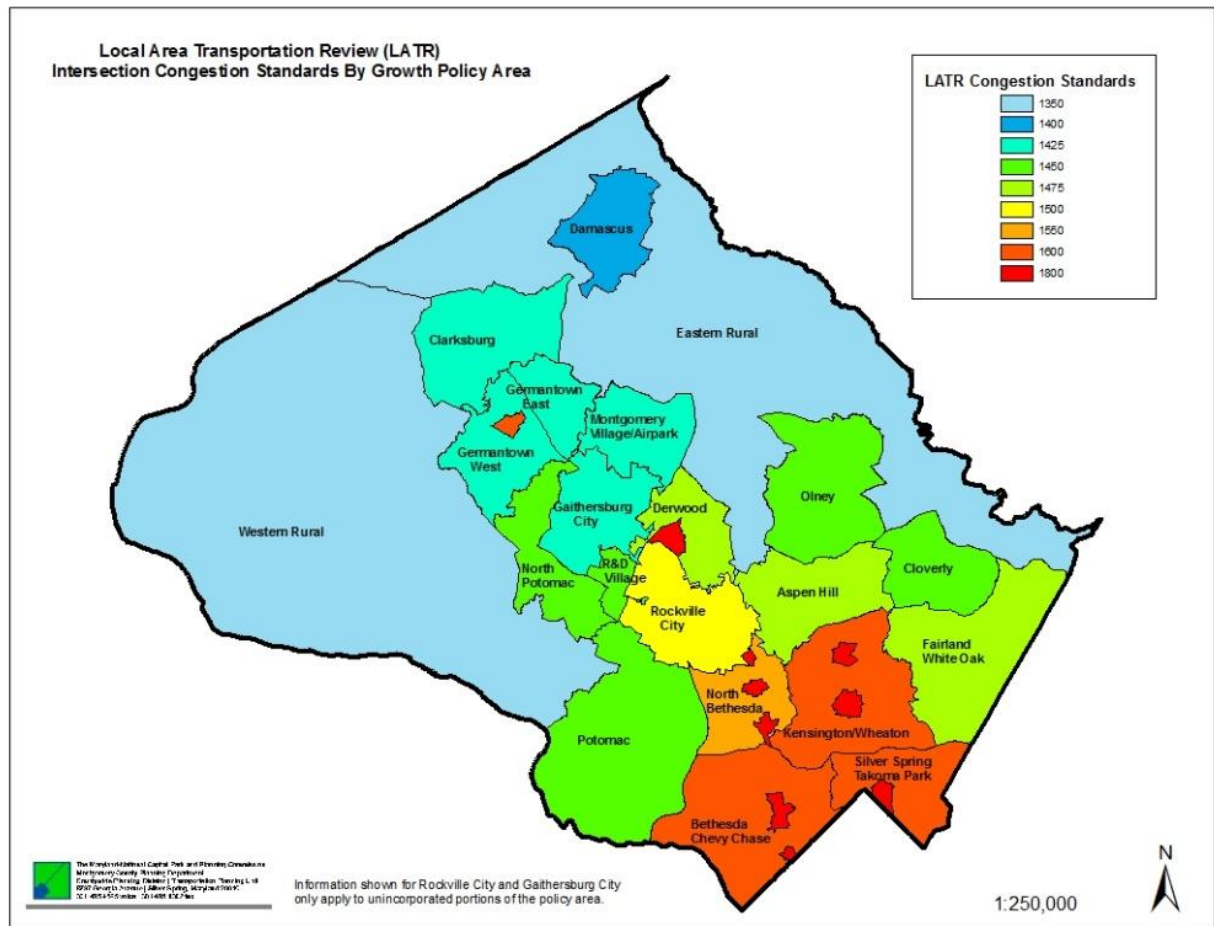 Local Area Transportation Review (LATR)
Intersection Congestion Standards By Growth Policy Area
LATR Congestion Standards
1350
1400
1425
1450
1475
1500
1550
1600
1800
Damascus
Eastern Rural
Clarksburg
Germantown
East
Montgomery
Village/Airpark
Germantown
West
Gaithersburg
City
Derwood
Olney
Western Rural
North
Potomac
R&D
Village
Rockville
City
Aspen Hill
Cloverly
Fairland
White Oak
North
Bethesda
Kensington/Wheaton
Potomac
Silver Spring
Takoma Park
Bethesda
Chevy Chase
The Maryland-National Capital Park and Planning Commission
Montgomery County Planning Department
Information shown for Rockville City and Gaithersburg City
only apply to unincorporated portions of the policy area.
1:250,000
N